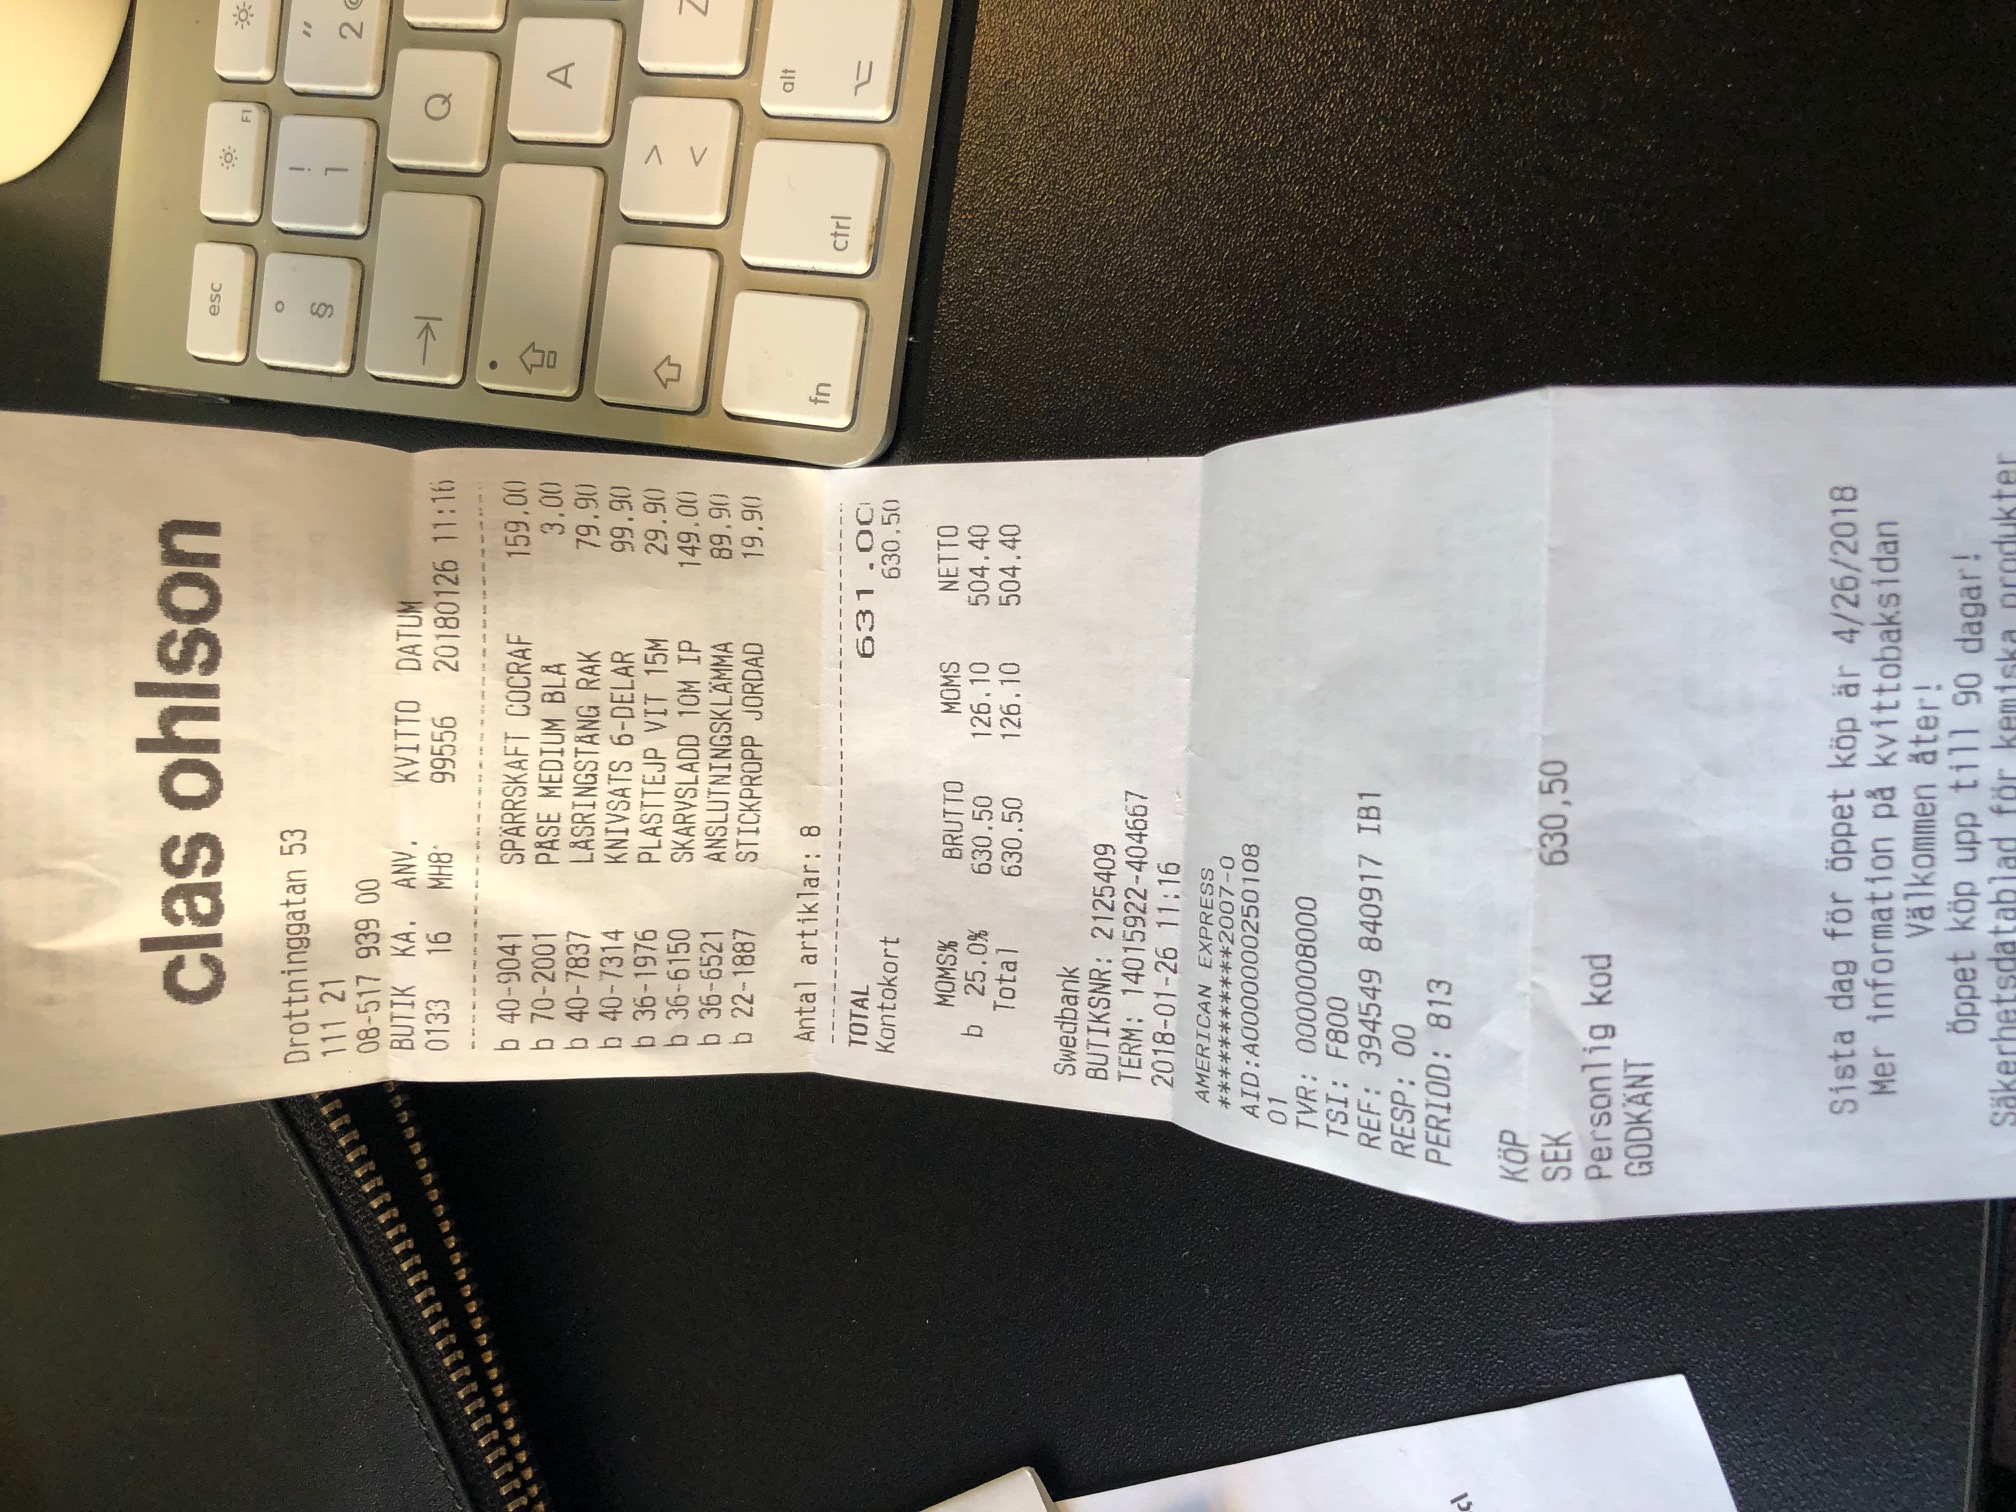 clas ohlson
Drottninggatan 53
111 21
08-517 939 00
BUTIK KA. ANV. KVITTO DATUM
0133 16 MH8 99556 20180126 11:16
b 40-9041 SPÄRRSKAFT COCRAF 159.00
b 70-2001 PÅSE MEDIUM BLÅ 3.00
b 40-7837 LÅSRINGSTÅNG RAK 79.90
b 40-7314 KNIVSATS 6-DELAR 99.90
b 36-1976 PLASTTEJP VIT 15M 29.90
b 36-6150 SKARVSLADD 10M IP 149.00
b 36-6521 ANSLUTNINGSKLÄMMA 89.90
b 22-1887 STICKPROPP JORDAD 19.90
Antal artiklar: 8
TOTAL 631.00
Kontokort 630.50
MOMS% BRUTTO MOMS NETTO
b 25.0% 630.50 126.10 504.40
Total 630.50 126.10 504.40
Swedbank
BUTIKSNR: 2125409
TERM: 14015922-404667
2018-01-26 11:16
AMERICAN EXPRESS
***********2007-0
AID:A0000000250108
01
TVR: 0000008000
TSI: F800
REF: 394549 840917 IB1
RESP: 00
PERIOD: 813
KÖP
SEK 630,50
Personlig kod
GODKÄNT
Sista dag för öppet köp är 4/26/2018
Mer information på kvittobaksidan
Välkommen åter!
Öppet köp upp till 90 dagar!
Säkerhetsdatablad för kemiska produkter
esc F1
° § ! 1 " 2
Q
A
> < Z
fn ctrl alt